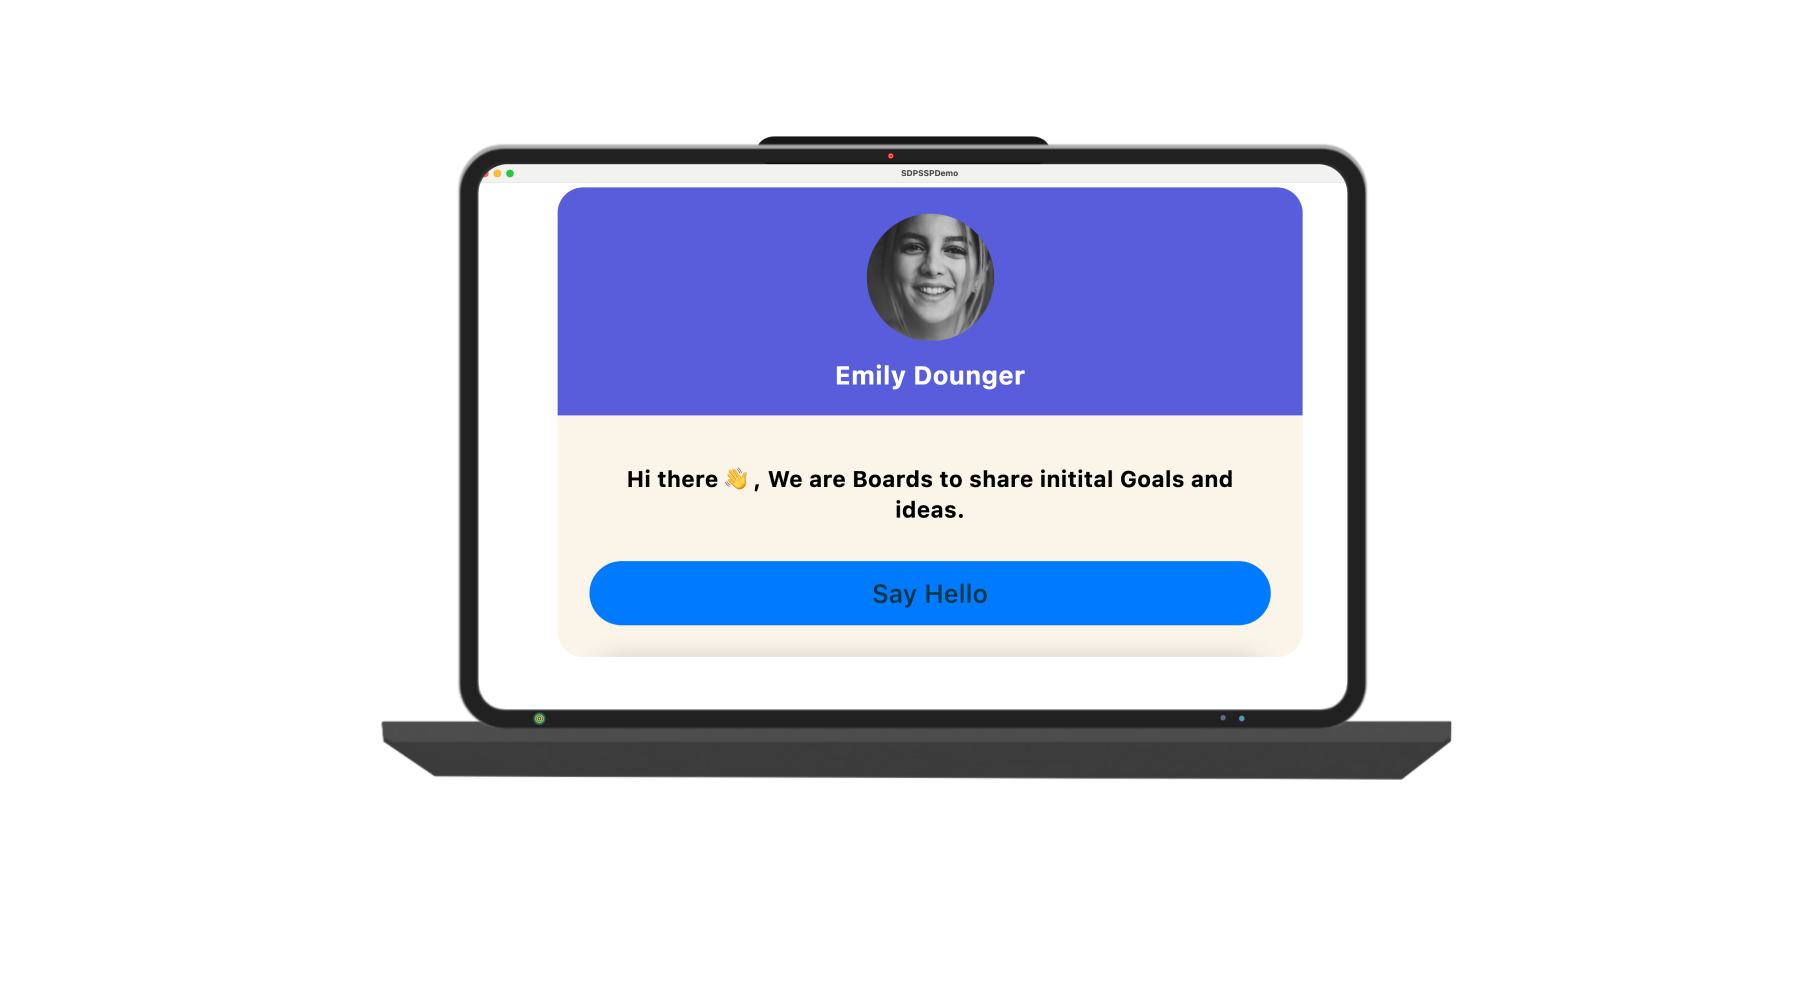 SDPSSPDemo
Emily Dounger
Hi there 👋 , We are Boards to share initital Goals and
ideas.
Say Hello